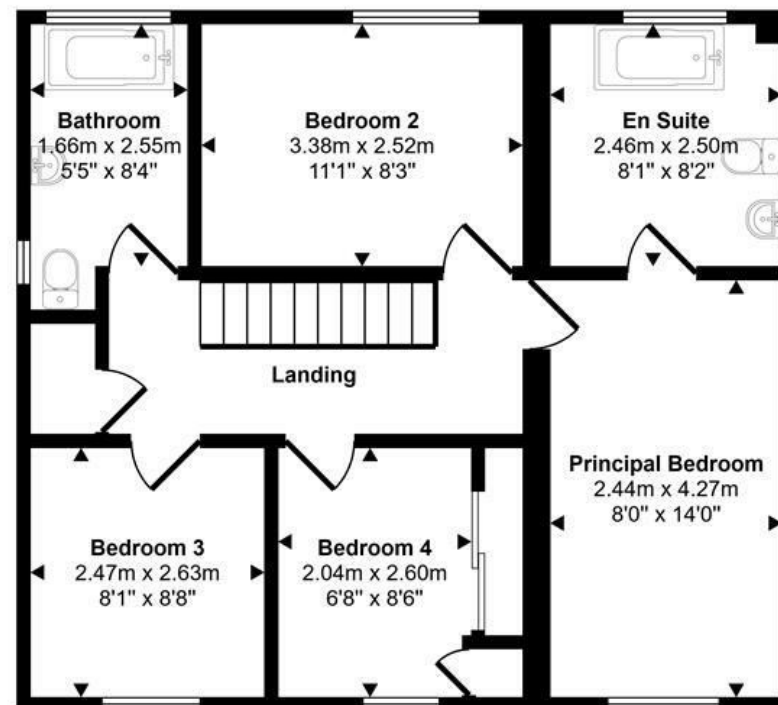 Bathroom
1.66m x 2.55m
5'5" x 8'4"
Bedroom 2
3.38m x 2.52m
11'1" x 8'3"
En Suite
2.46m x 2.50m
8'1" x 8'2"
Landing
Principal Bedroom
2.44m x 4.27m
8'0" x 14'0"
Bedroom 3
2.47m x 2.63m
8'1" x 8'8"
Bedroom 4
2.04m x 2.60m
6'8" x 8'6"